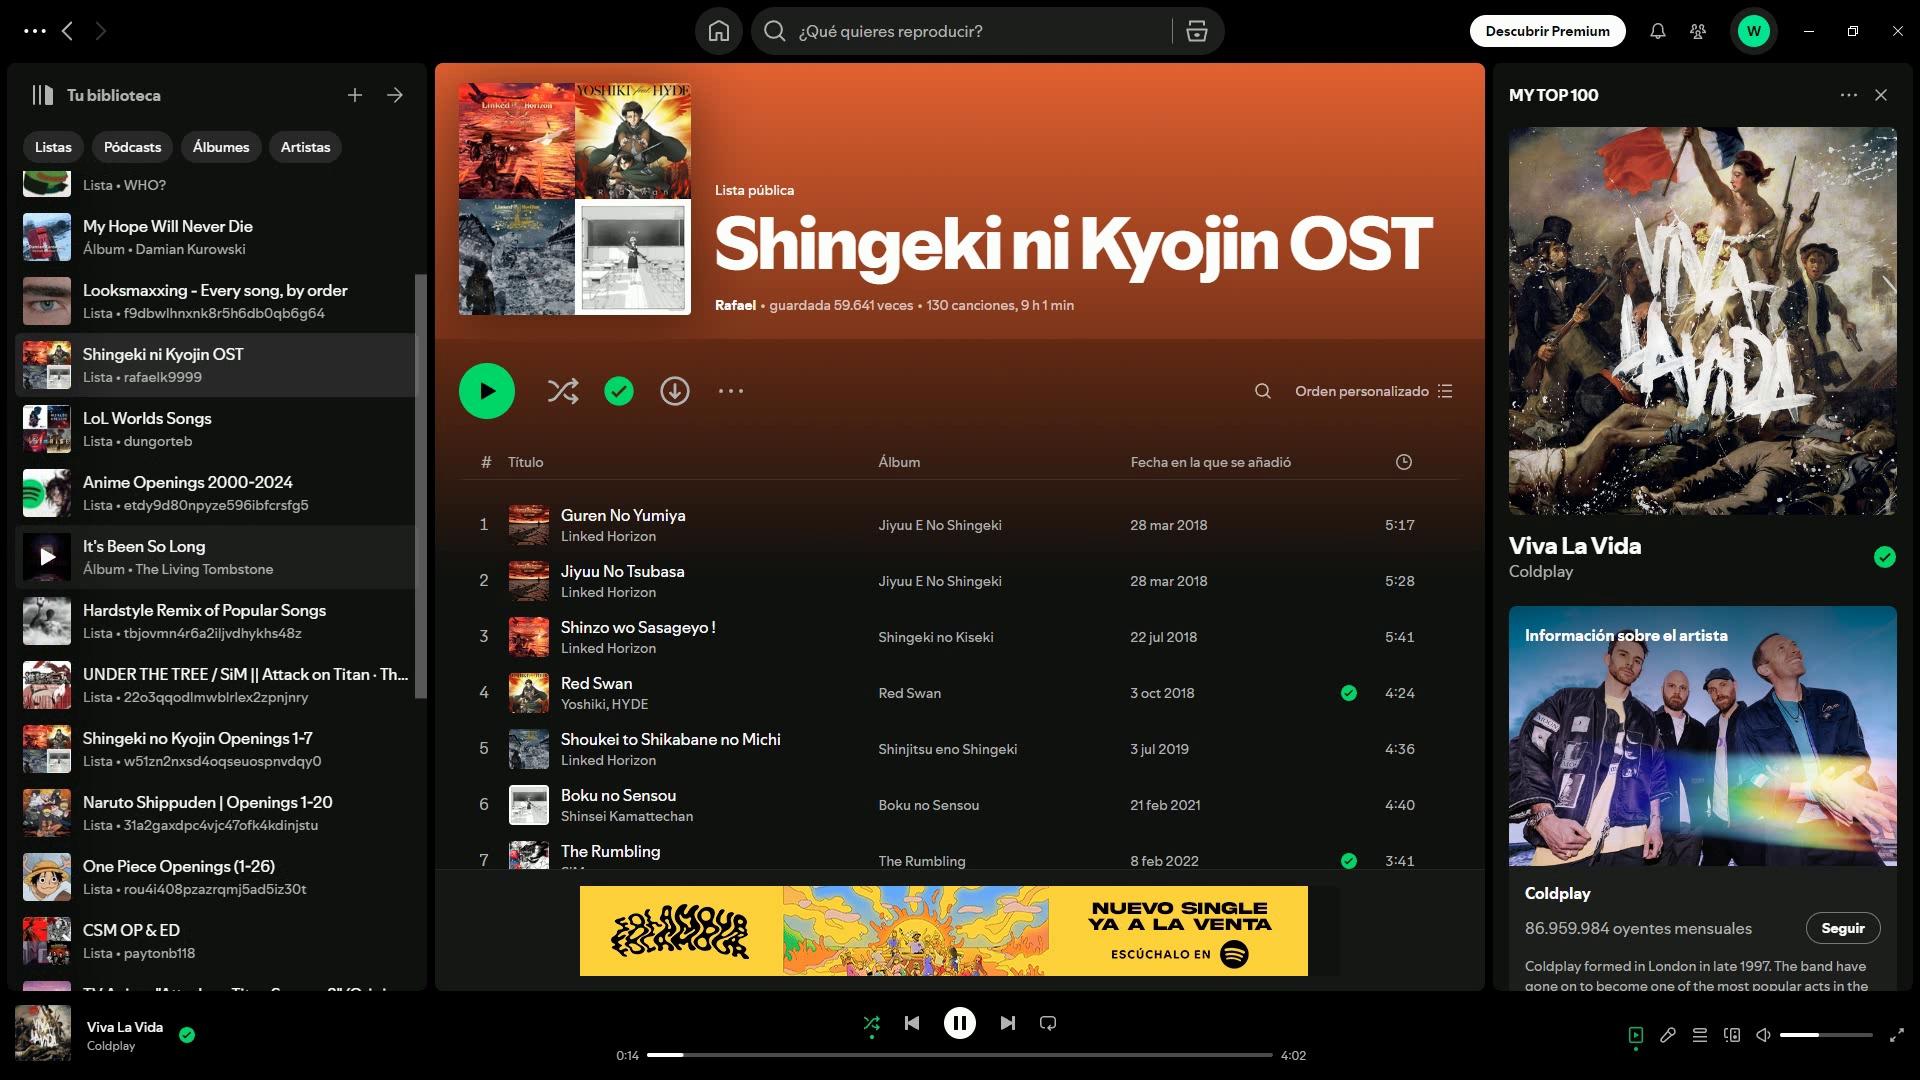 ¿Qué quieres reproducir?
Descubrir Premium
W
Tu biblioteca
Listas
Pódcasts
Álbumes
Artistas
Lista • WHO?
My Hope Will Never Die
Álbum • Damian Kurowski
Looksmaxxing - Every song, by order
Lista • f9dbwlhnxnk8r5h6db0qb6g64
Shingeki ni Kyojin OST
Lista • rafaelk9999
LoL Worlds Songs
Lista • dungorteb
Anime Openings 2000-2024
Lista • etdy9d80npyze596ibfcrsfg5
It's Been So Long
Álbum • The Living Tombstone
Hardstyle Remix of Popular Songs
Lista • tbjovmn4r6a2iljvdhykhs48z
UNDER THE TREE / SiM || Attack on Titan · Th...
Lista • 22o3qqodlmwblrlex2zpnjnry
Shingeki no Kyojin Openings 1-7
Lista • w51zn2nxsd4oqseuospnvdqy0
Naruto Shippuden | Openings 1-20
Lista • 31a2gaxdpc4vjc47ofk4kdinjstu
One Piece Openings (1-26)
Lista • rou4i408pzazrqmj5ad5iz30t
CSM OP & ED
Lista • paytonb118
Linked Horizon
YOSHIKI feat. HYDE
Red Swan
Lista pública
Shingeki ni Kyojin OST
Rafael • guardada 59.641 veces • 130 canciones, 9 h 1 min
Orden personalizado
# Título Álbum Fecha en la que se añadió
1 Guren No Yumiya Jiyuu E No Shingeki 28 mar 2018 5:17
Linked Horizon
2 Jiyuu No Tsubasa Jiyuu E No Shingeki 28 mar 2018 5:28
Linked Horizon
3 Shinzo wo Sasageyo ! Shingeki no Kiseki 22 jul 2018 5:41
Linked Horizon
4 Red Swan Red Swan 3 oct 2018 4:24
Yoshiki, HYDE
5 Shoukei to Shikabane no Michi Shinjitsu eno Shingeki 3 jul 2019 4:36
Linked Horizon
6 Boku no Sensou Boku no Sensou 21 feb 2021 4:40
Shinsei Kamattechan
7 The Rumbling The Rumbling 8 feb 2022 3:41
NUEVO SINGLE
YA A LA VENTA
ESCÚCHALO EN
MY TOP 100
VIVA
LA VIDA
Viva La Vida
Coldplay
Información sobre el artista
Coldplay
86.959.984 oyentes mensuales
Seguir
Coldplay formed in London in late 1997. The band have
gone on to become one of the most popular acts in the
Viva La Vida
Coldplay
0:14
4:02